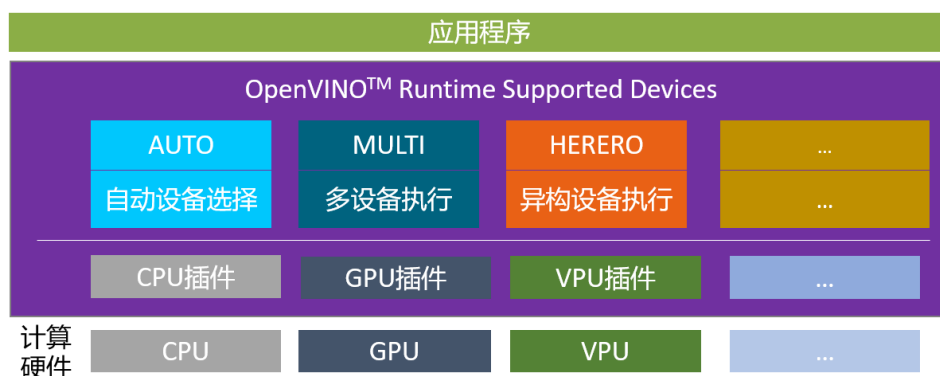 应用程序
OpenVINO™ Runtime Supported Devices
AUTO
MULTI
HERERO
...
自动设备选择
多设备执行
异构设备执行
...
CPU插件
GPU插件
VPU插件
...
计算
硬件
CPU
GPU
VPU
...